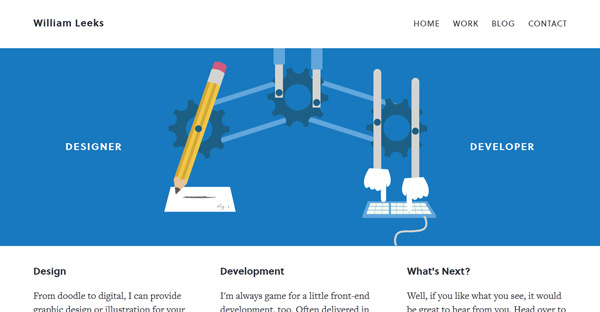 William Leeks
HOME WORK BLOG CONTACT
DESIGNER
DEVELOPER
Design
From doodle to digital, I can provide
graphic design or illustration for your
Development
I'm always game for a little front-end
development, too. Often delivered in
What's Next?
Well, if you like what you see, it would
be great to hear from you. Head over to